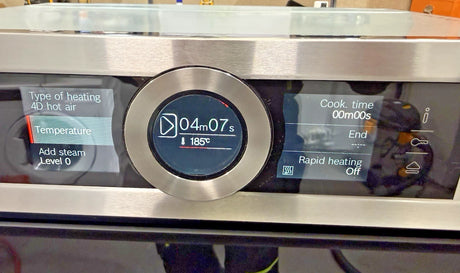 Type of heating
4D hot air
Temperature
Add steam
Level 0
04m07s
185°C
Cook. time
00m00s
End
--:--
Rapid heating
Off